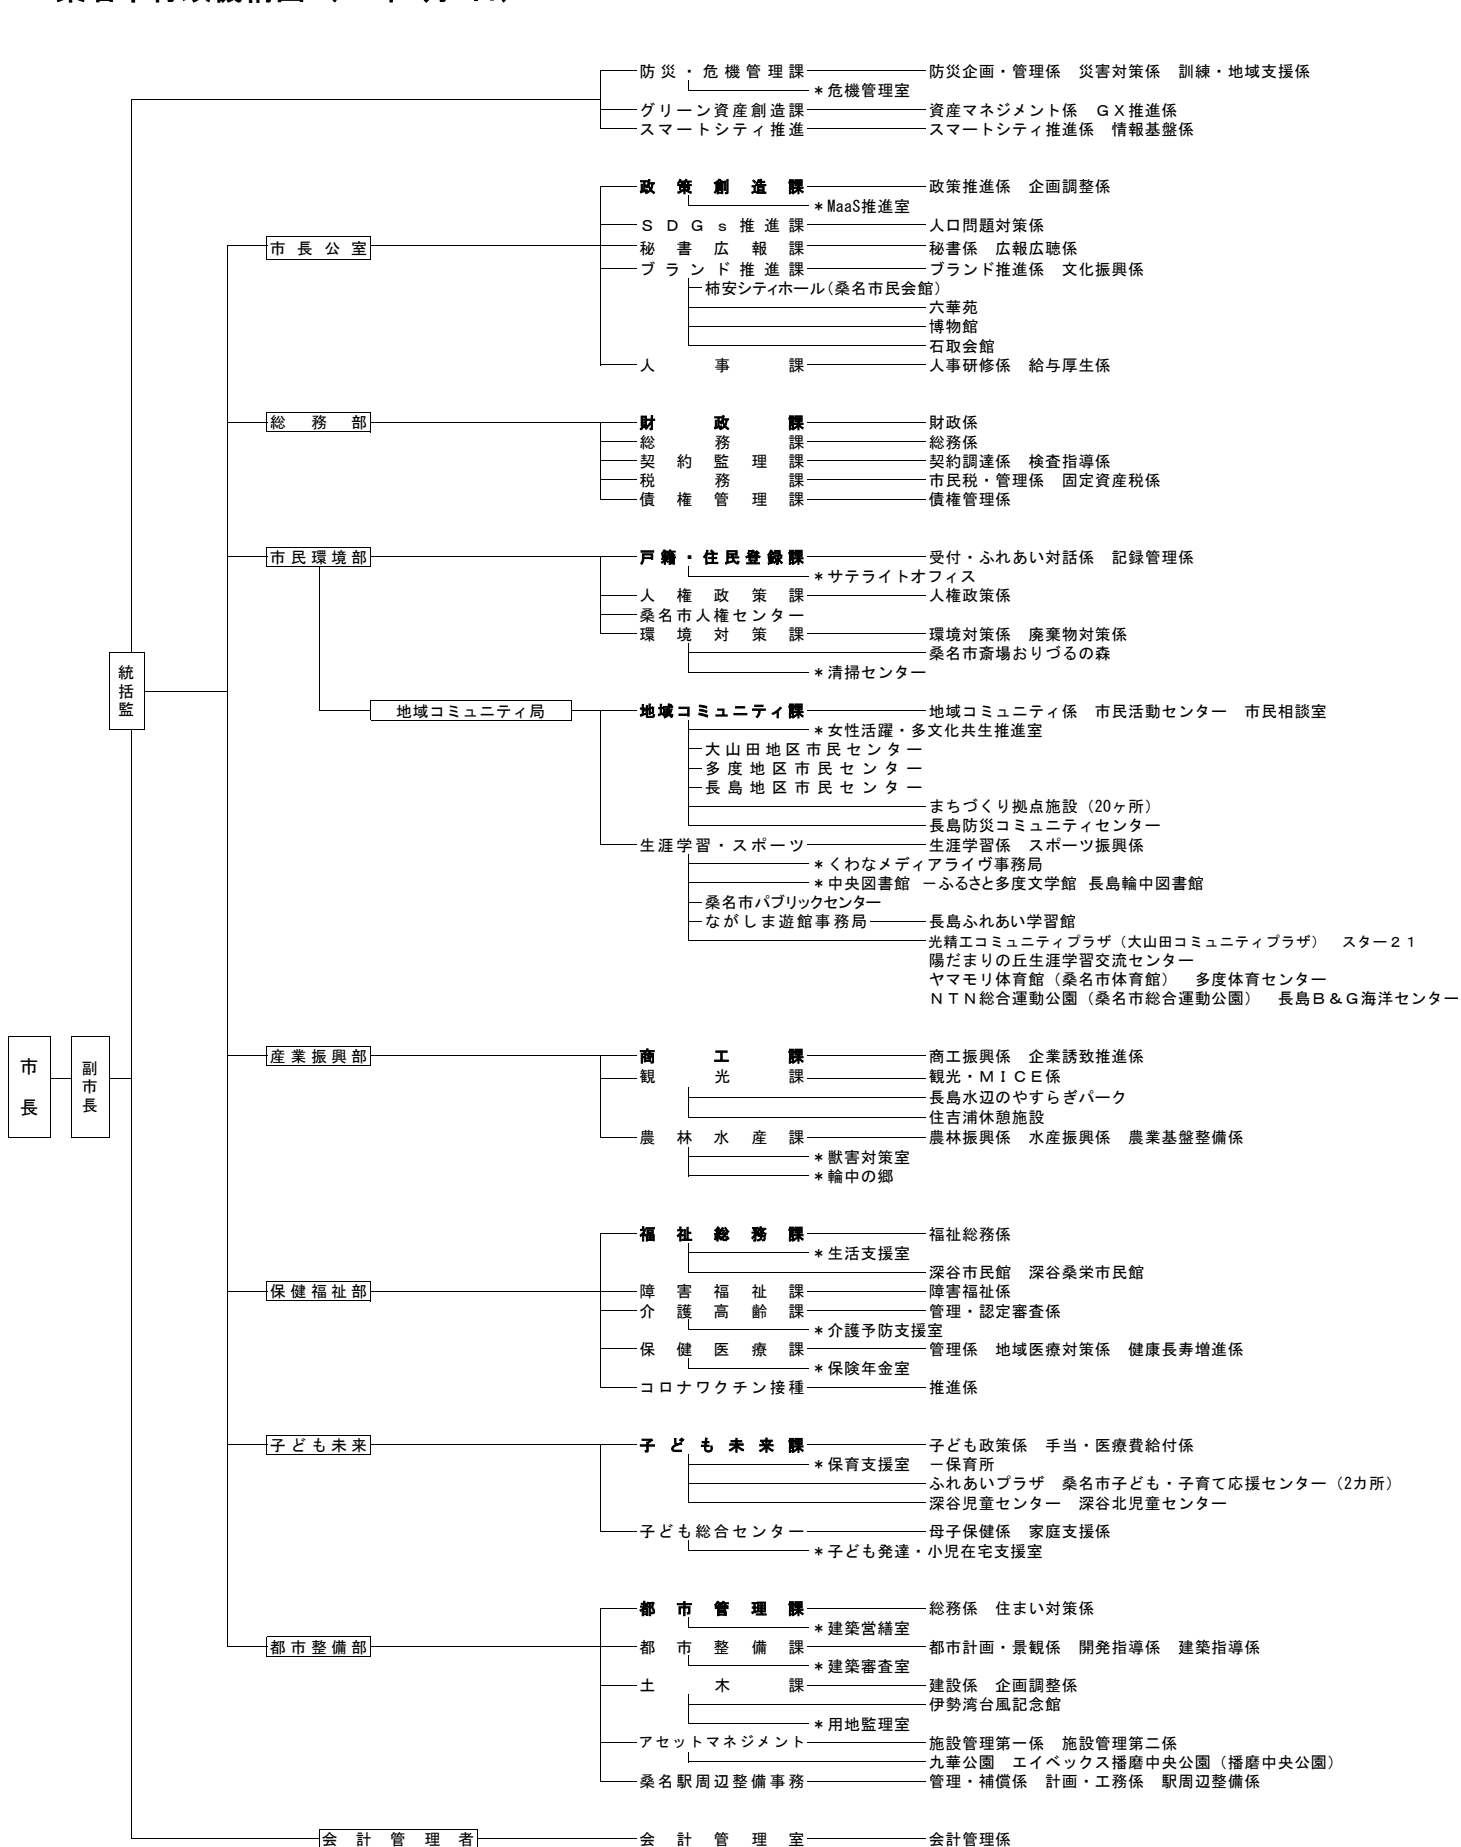 防災・危機管理課 防災企画・管理係 災害対策係 訓練・地域支援係
＊危機管理室
グリーン資産創造課 資産マネジメント係 ＧＸ推進係
スマートシティ推進 スマートシティ推進係 情報基盤係
政策創造課 政策推進係 企画調整係
＊MaaS推進室
ＳＤＧｓ推進課 人口問題対策係
市長公室 秘書広報課 秘書係 広報広聴係
ブランド推進課 ブランド推進係 文化振興係
柿安シティホール(桑名市民会館)
六華苑
博物館
石取会館
人事課 人事研修係 給与厚生係
総務部 財政課 財政係
総務課 総務係
契約監理課 契約調達係 検査指導係
税務課 市民税・管理係 固定資産税係
債権管理課 債権管理係
市民環境部 戸籍・住民登録課 受付・ふれあい対話係 記録管理係
＊サテライトオフィス
人権政策課 人権政策係
桑名市人権センター
環境対策課 環境対策係 廃棄物対策係
桑名市斎場おりづるの森
＊清掃センター
統括監
地域コミュニティ局 地域コミュニティ課 地域コミュニティ係 市民活動センター 市民相談室
＊女性活躍・多文化共生推進室
大山田地区市民センター
多度地区市民センター
長島地区市民センター
まちづくり拠点施設（20ヶ所）
長島防災コミュニティセンター
生涯学習・スポーツ 生涯学習係 スポーツ振興係
＊くわなメディアライヴ事務局
＊中央図書館 －ふるさと多度文学館 長島輪中図書館
桑名市パブリックセンター
ながしま遊館事務局 長島ふれあい学習館
光精工コミュニティプラザ（大山田コミュニティプラザ） スター２１
陽だまりの丘生涯学習交流センター
ヤマモリ体育館（桑名市体育館） 多度体育センター
ＮＴＮ総合運動公園（桑名市総合運動公園） 長島Ｂ＆Ｇ海洋センター
市長
副市長
産業振興部 商工課 商工振興係 企業誘致推進係
観光課 観光・ＭＩＣＥ係
長島水辺のやすらぎパーク
住吉浦休憩施設
農林水産課 農林振興係 水産振興係 農業基盤整備係
＊獣害対策室
＊輪中の郷
福祉総務課 福祉総務係
＊生活支援室
深谷市民館 深谷桑栄市民館
保健福祉部 障害福祉課 障害福祉係
介護高齢課 管理・認定審査係
＊介護予防支援室
保健医療課 管理係 地域医療対策係 健康長寿増進係
＊保険年金室
コロナワクチン接種 推進係
子ども未来 子ども未来課 子ども政策係 手当・医療費給付係
＊保育支援室 －保育所
ふれあいプラザ 桑名市子ども・子育て応援センター（2カ所）
深谷児童センター 深谷北児童センター
子ども総合センター 母子保健係 家庭支援係
＊子ども発達・小児在宅支援室
都市管理課 総務係 住まい対策係
＊建築営繕室
都市整備部 都市整備課 都市計画・景観係 開発指導係 建築指導係
＊建築審査室
土木課 建設係 企画調整係
伊勢湾台風記念館
＊用地監理室
アセットマネジメント 施設管理第一係 施設管理第二係
九華公園 エイベックス播磨中央公園（播磨中央公園）
桑名駅周辺整備事務 管理・補償係 計画・工務係 駅周辺整備係
会計管理者 会計管理室 会計管理係